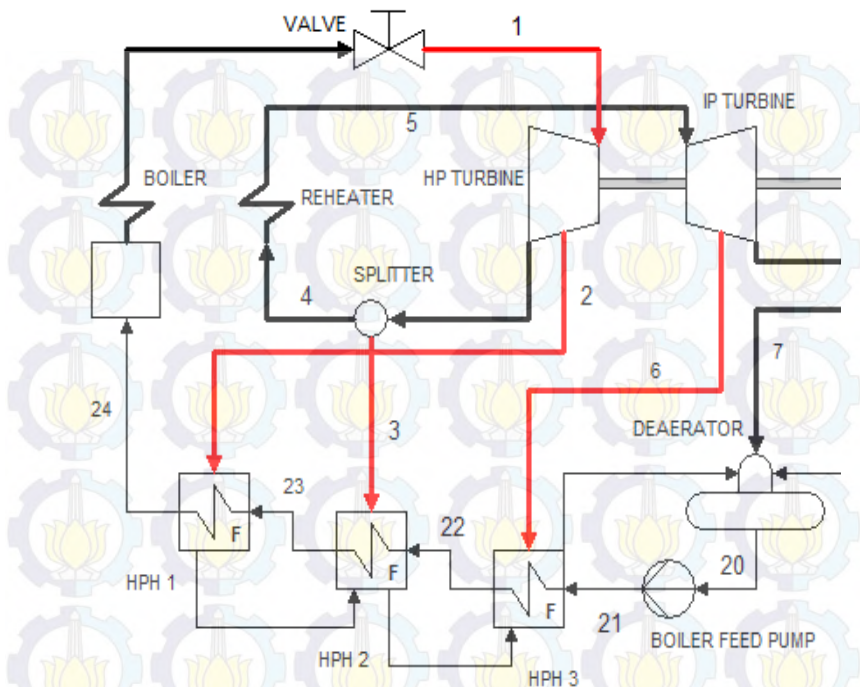 VALVE
1
IP TURBINE
5
BOILER
HP TURBINE
REHEATER
SPLITTER
4
2
7
6
24
3
DEAERATOR
23
22
F
F
20
F
HPH 1
21
BOILER FEED PUMP
HPH 2
HPH 3